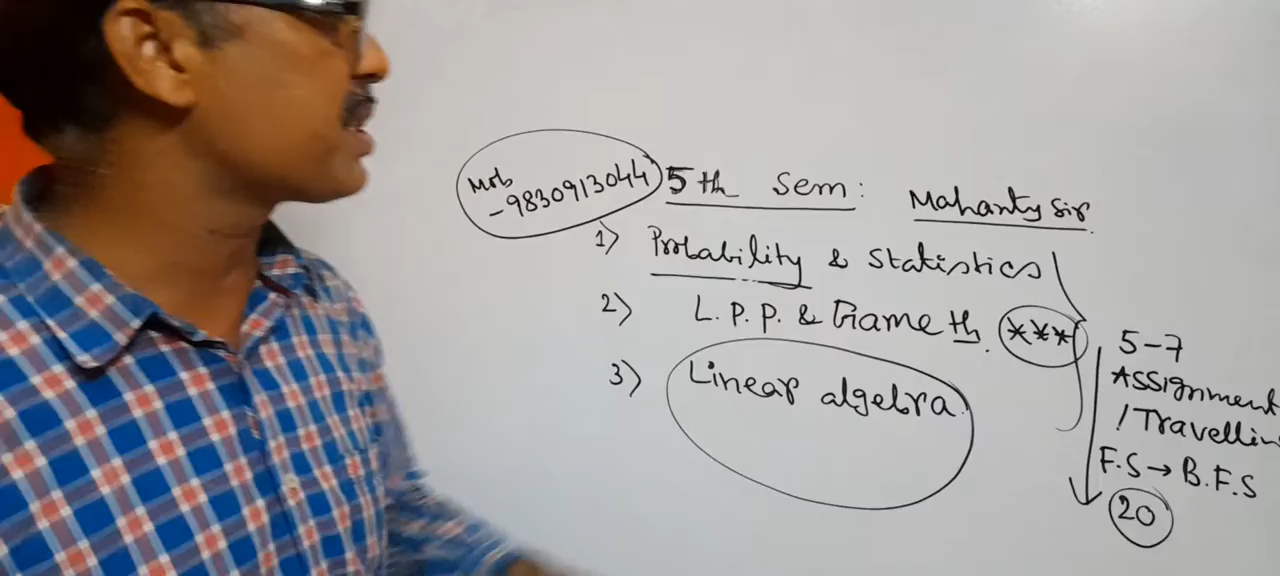 Mob
-9830913044
5th Sem: Mahanty Sir
1) Probability & Statistics
2) L.P.P. & Game th. ***
3) Linear algebra.
5-7
Assignment
/Travellin
F.S → B.F.S
20